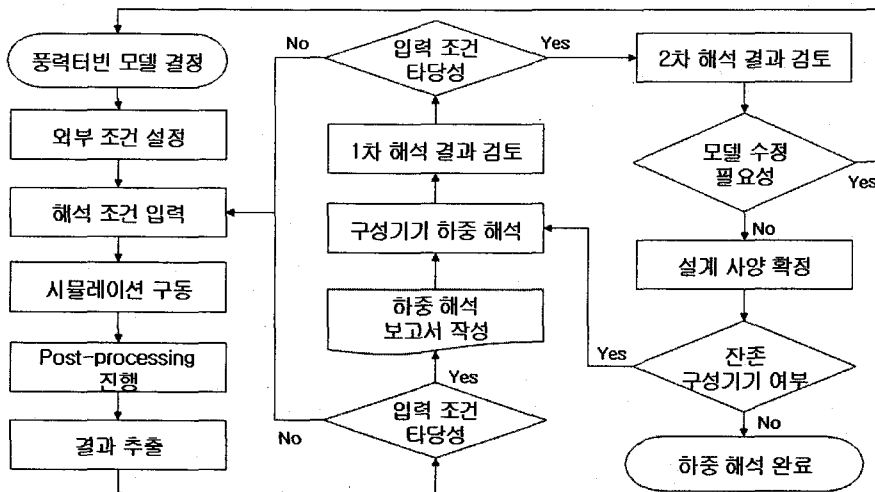 풍력터빈 모델 결정
외부 조건 설정
해석 조건 입력
시뮬레이션 구동
Post-processing
진행
결과 추출
No
입력 조건
타당성
Yes
1차 해석 결과 검토
구성기기 하중 해석
하중 해석
보고서 작성
Yes
입력 조건
타당성
No
2차 해석 결과 검토
모델 수정
필요성
Yes
No
설계 사양 확정
Yes
잔존
구성기기 여부
No
하중 해석 완료